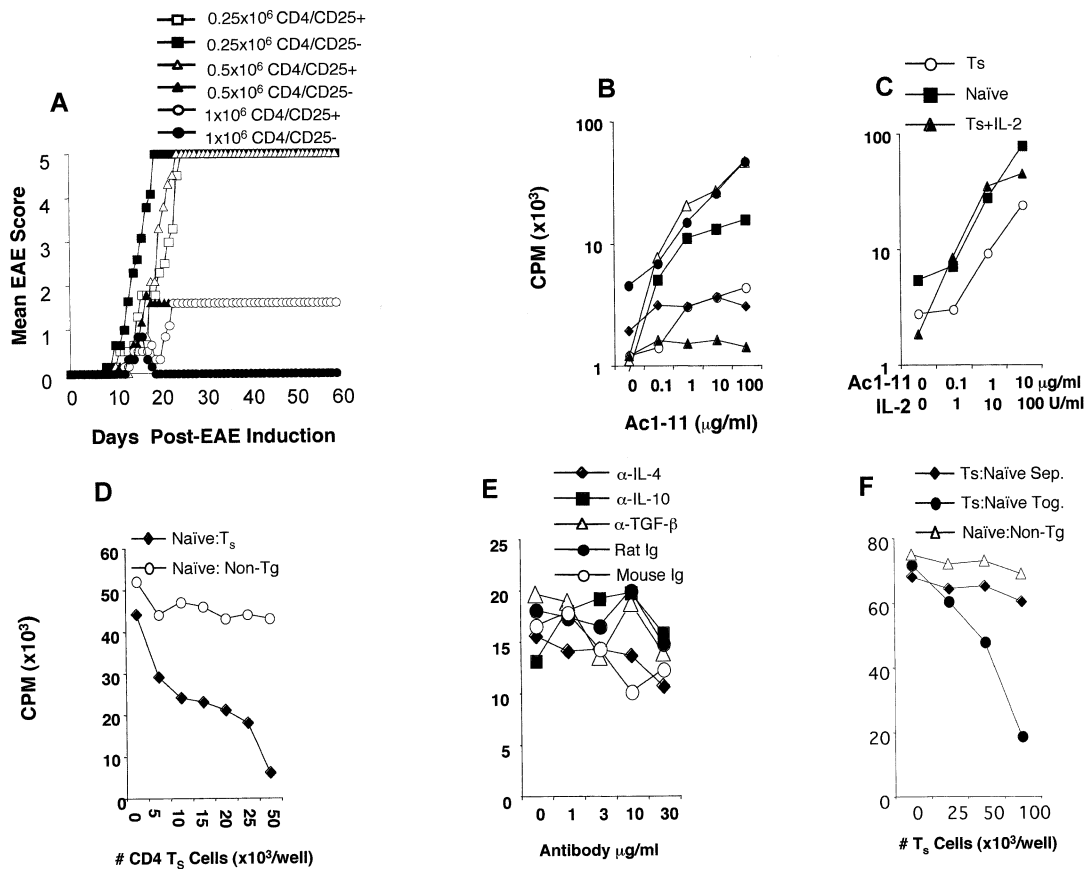 0.25x10⁶ CD4/CD25+
0.25x10⁶ CD4/CD25-
0.5x10⁶ CD4/CD25+
0.5x10⁶ CD4/CD25-
1x10⁶ CD4/CD25+
1x10⁶ CD4/CD25-
A
Mean EAE Score
5
4
3
2
1
0
0 10 20 30 40 50 60
Days Post-EAE Induction
B
CPM (x10³)
100
10
1
0 0.1 1 10 100
Ac1-11 (µg/ml)
C
Ts
Naïve
Ts+IL-2
100
10
1
Ac1-11 0 0.1 1 10 µg/ml
IL-2 0 1 10 100 U/ml
D
Naïve:Tₛ
Naïve: Non-Tg
CPM (x10³)
60
50
40
30
20
10
0
0 5 10 15 20 25 50
# CD4 Tₛ Cells (x10³/well)
E
α-IL-4
α-IL-10
α-TGF-β
Rat Ig
Mouse Ig
25
20
15
10
5
0
0 1 3 10 30
Antibody µg/ml
F
Ts:Naïve Sep.
Ts:Naïve Tog.
Naïve:Non-Tg
80
60
40
20
0
0 25 50 100
# Tₛ Cells (x10³/well)